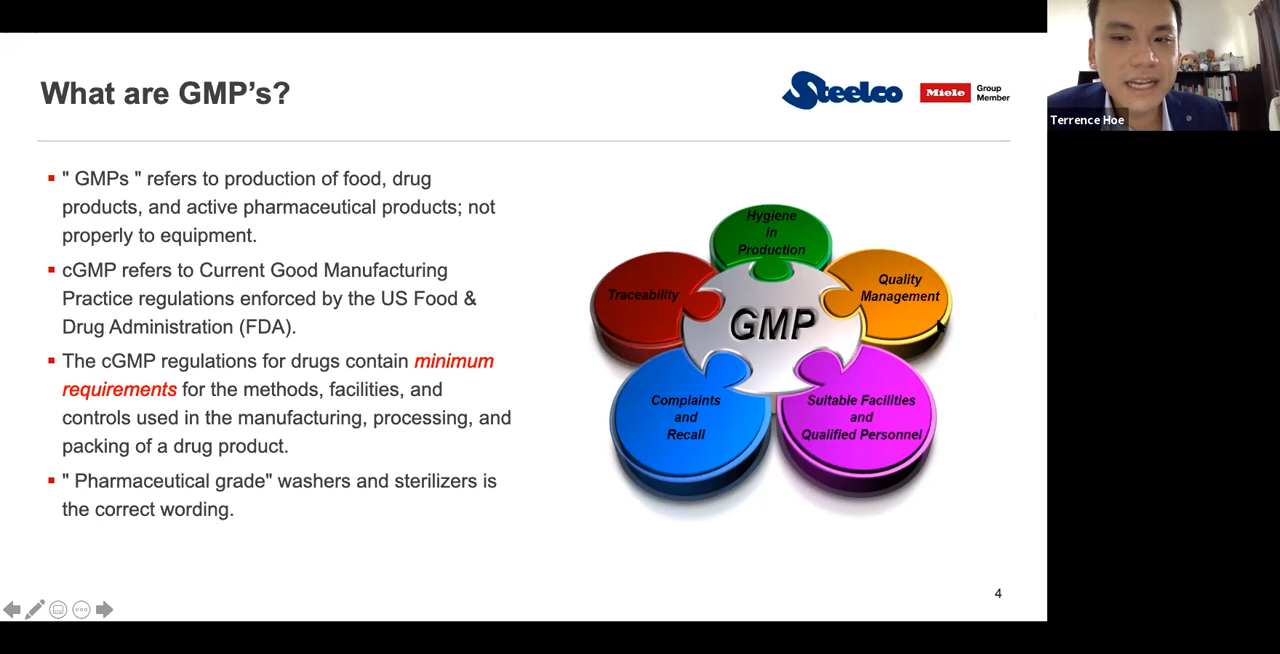 What are GMP's?
Steelco
Miele
Group
Member
Terrence Hoe
" GMPs " refers to production of food, drug
products, and active pharmaceutical products; not
properly to equipment.
cGMP refers to Current Good Manufacturing
Practice regulations enforced by the US Food &
Drug Administration (FDA).
The cGMP regulations for drugs contain minimum
requirements for the methods, facilities, and
controls used in the manufacturing, processing, and
packing of a drug product.
" Pharmaceutical grade" washers and sterilizers is
the correct wording.
Hygiene
in
Production
Traceability
Quality
Management
GMP
Complaints
and
Recall
Suitable Facilities
and
Qualified Personnel
4